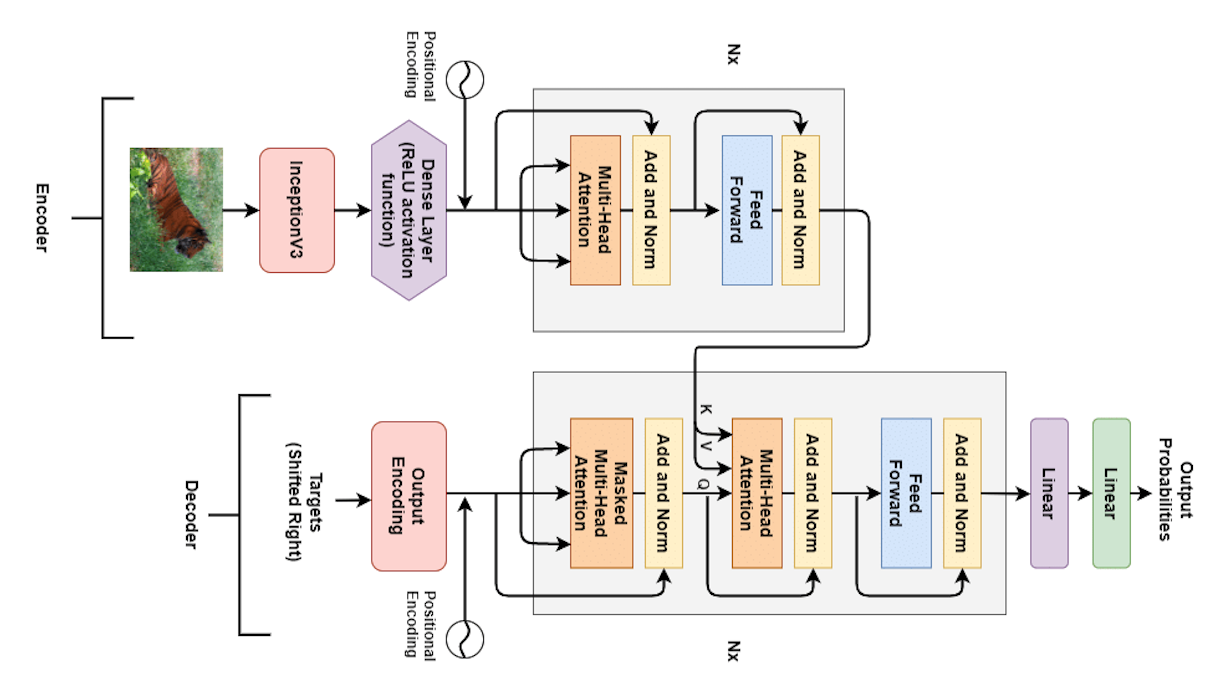 Nx
Positional
Encoding
Encoder
InceptionV3
Dense Layer
(ReLU activation
function)
Multi-Head
Attention
Add and Norm
Feed
Forward
Add and Norm
Decoder
Targets
(Shifted Right)
Output
Encoding
Positional
Encoding
Masked
Multi-Head
Attention
Add and Norm
K
V
Q
Multi-Head
Attention
Add and Norm
Feed
Forward
Add and Norm
Linear
Linear
Output
Probabilities
Nx